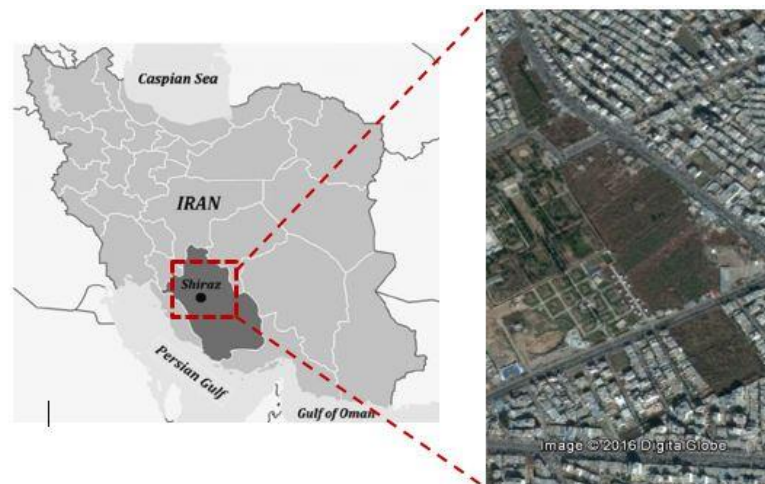 Caspian Sea
IRAN
Shiraz
Persian Gulf
Gulf of Oman
Image © 2016 DigitalGlobe